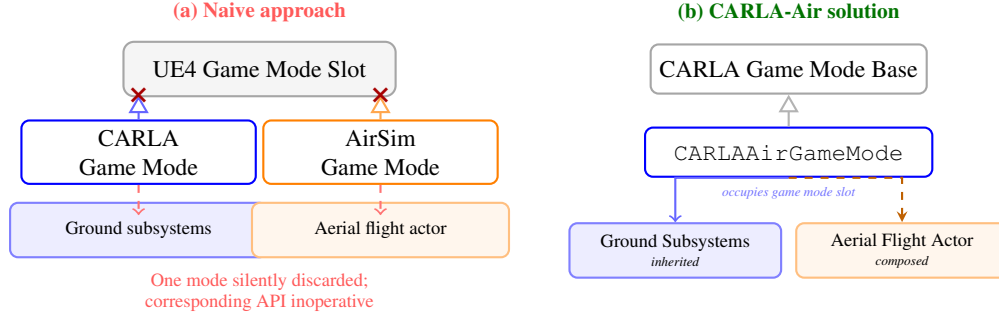 (a) Naive approach
UE4 Game Mode Slot
CARLA
Game Mode
AirSim
Game Mode
Ground subsystems
Aerial flight actor
One mode silently discarded;
corresponding API inoperative
(b) CARLA-Air solution
CARLA Game Mode Base
CARLAAirGameMode
occupies game mode slot
Ground Subsystems
inherited
Aerial Flight Actor
composed